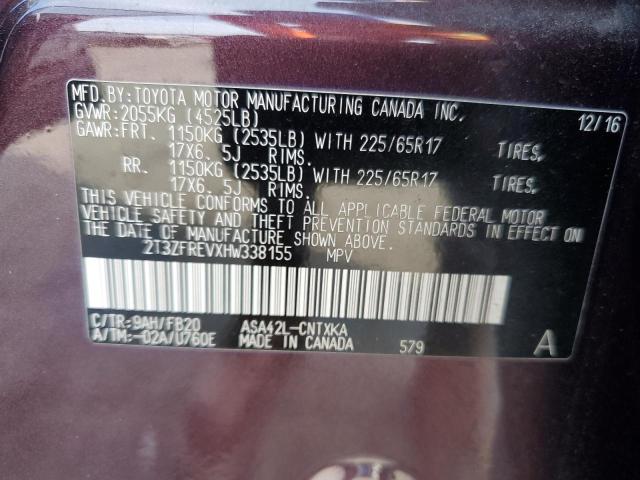 MFD.BY:TOYOTA MOTOR MANUFACTURING CANADA INC.
GVWR:2055KG (4525LB) 12/16
GAWR:FRT. 1150KG (2535LB) WITH 225/65R17 TIRES.
17X6. 5J RIMS.
RR. 1150KG (2535LB) WITH 225/65R17 TIRES.
17X6. 5J RIMS.
THIS VEHICLE CONFORMS TO ALL APPLICABLE FEDERAL MOTOR
VEHICLE SAFETY AND THEFT PREVENTION STANDARDS IN EFFECT ON
THE DATE OF MANUFACTURE SHOWN ABOVE.
2T3ZFREVXHW338155 MPV
C/TR:9AH/FB20 ASA42L-CNTXKA
A/TM:-02A/U760E MADE IN CANADA 579 A